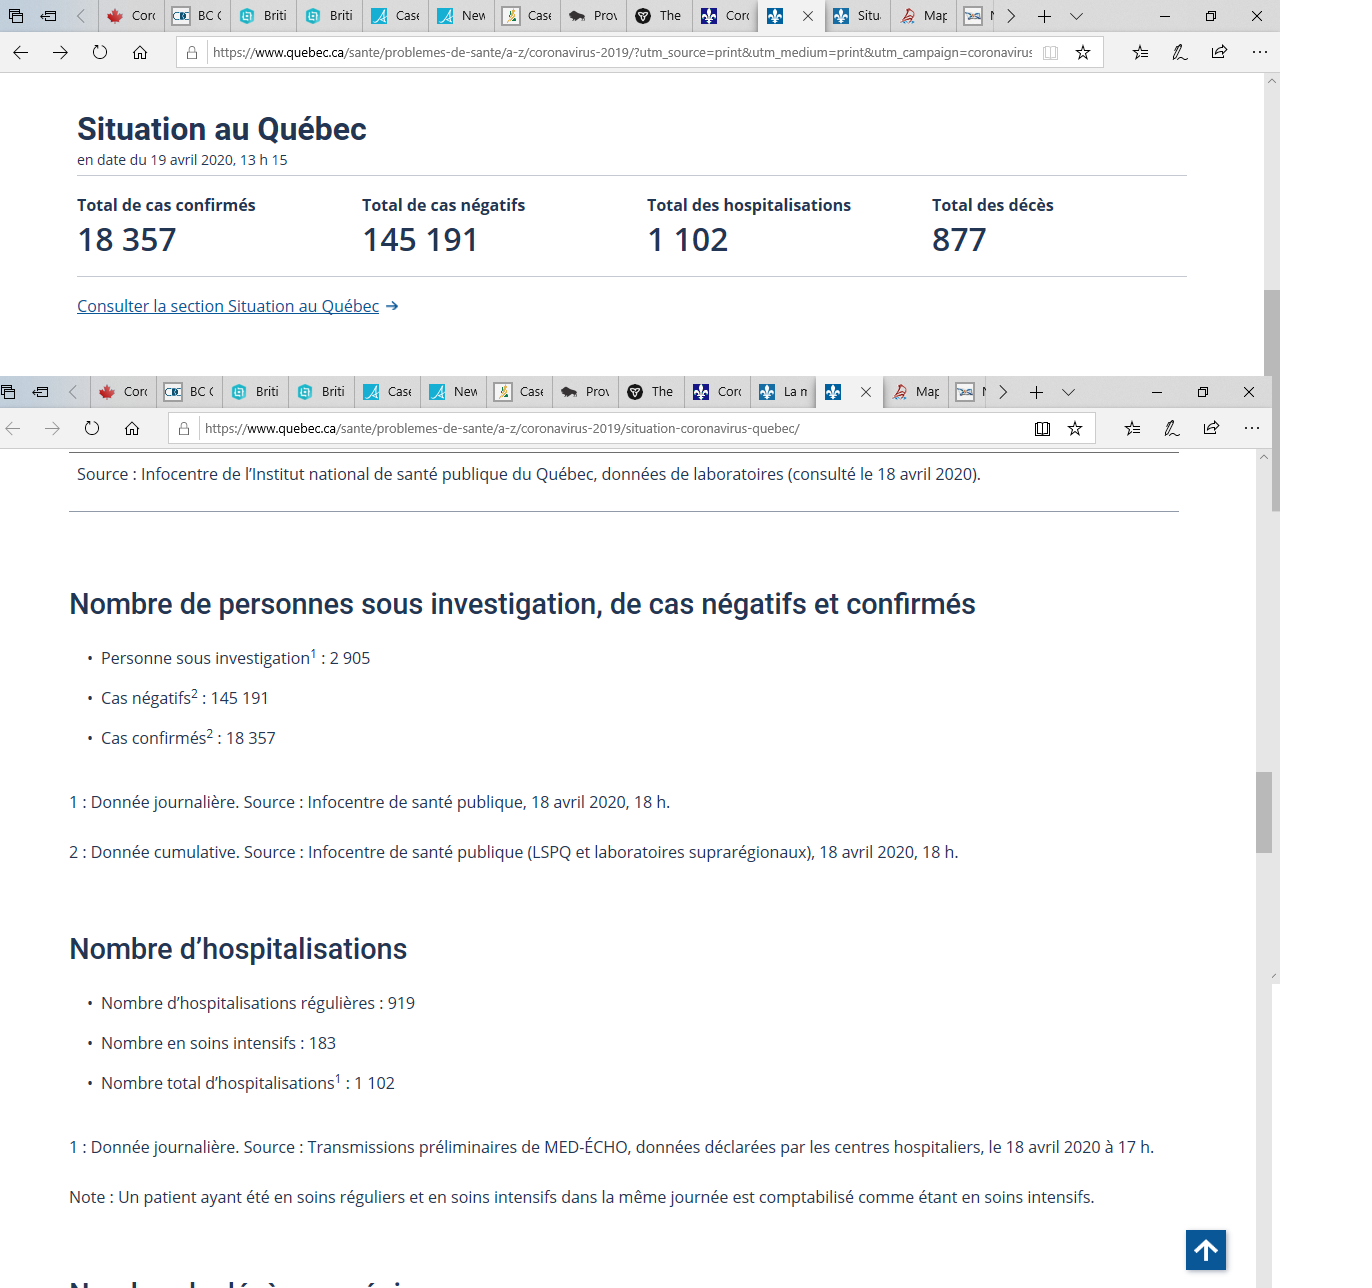 Corc
BC C
Briti
Briti
Case
New
Case
Prov
The
Corc
Situ
Map
https://www.quebec.ca/sante/problemes-de-sante/a-z/coronavirus-2019/?utm_source=print&utm_medium=print&utm_campaign=coronavirus
Situation au Québec
en date du 19 avril 2020, 13 h 15
Total de cas confirmés
18 357
Total de cas négatifs
145 191
Total des hospitalisations
1 102
Total des décès
877
Consulter la section Situation au Québec →
Corc
BC C
Briti
Briti
Case
New
Case
Prov
The
Corc
La m
Map
https://www.quebec.ca/sante/problemes-de-sante/a-z/coronavirus-2019/situation-coronavirus-quebec/
Source : Infocentre de l’Institut national de santé publique du Québec, données de laboratoires (consulté le 18 avril 2020).
Nombre de personnes sous investigation, de cas négatifs et confirmés
• Personne sous investigation1 : 2 905
• Cas négatifs2 : 145 191
• Cas confirmés2 : 18 357
1 : Donnée journalière. Source : Infocentre de santé publique, 18 avril 2020, 18 h.
2 : Donnée cumulative. Source : Infocentre de santé publique (LSPQ et laboratoires suprarégionaux), 18 avril 2020, 18 h.
Nombre d’hospitalisations
• Nombre d’hospitalisations régulières : 919
• Nombre en soins intensifs : 183
• Nombre total d’hospitalisations1 : 1 102
1 : Donnée journalière. Source : Transmissions préliminaires de MED-ÉCHO, données déclarées par les centres hospitaliers, le 18 avril 2020 à 17 h.
Note : Un patient ayant été en soins réguliers et en soins intensifs dans la même journée est comptabilisé comme étant en soins intensifs.